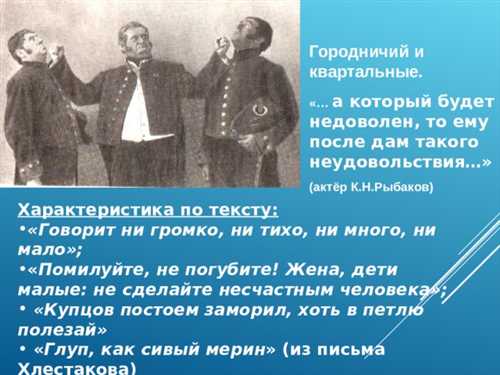 Городничий и
квартальные.
«… а который будет
недоволен, то ему
после дам такого
неудовольствия…»
(актёр К.Н.Рыбаков)
Характеристика по тексту:
•«Говорит ни громко, ни тихо, ни много, ни
мало»;
•«Помилуйте, не погубите! Жена, дети
малые: не сделайте несчастным человека»;
• «Купцов постоем заморил, хоть в петлю
полезай»
• «Глуп, как сивый мерин» (из письма
Хлестакова)